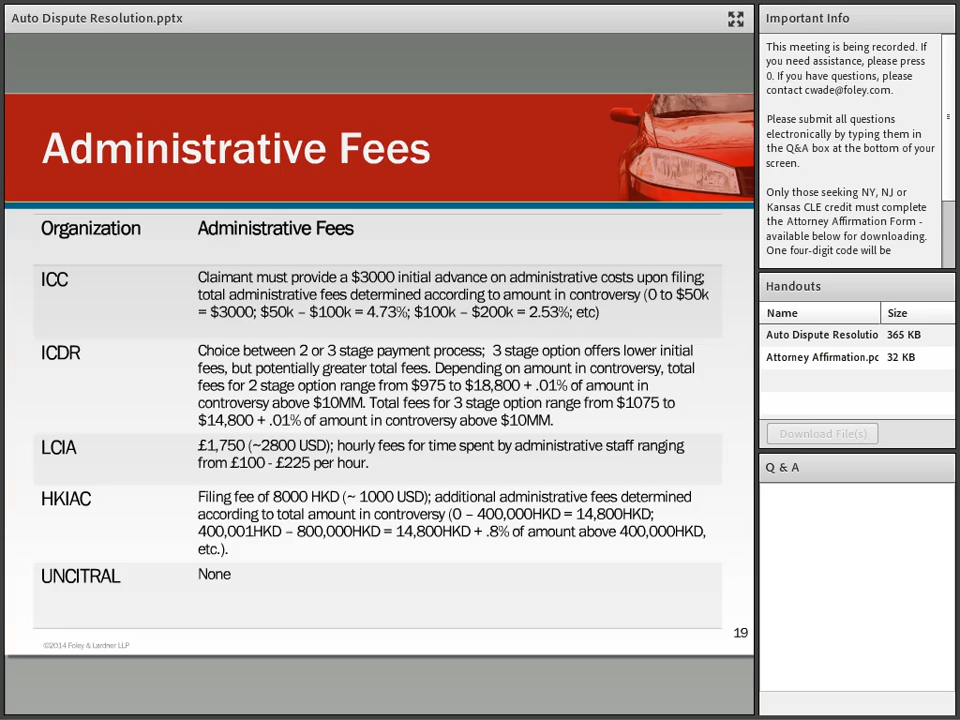 Auto Dispute Resolution.pptx
Administrative Fees
Organization Administrative Fees
ICC Claimant must provide a $3000 initial advance on administrative costs upon filing;
total administrative fees determined according to amount in controversy (0 to $50k
= $3000; $50k – $100k = 4.73%; $100k – $200k = 2.53%; etc)
ICDR Choice between 2 or 3 stage payment process; 3 stage option offers lower initial
fees, but potentially greater total fees. Depending on amount in controversy, total
fees for 2 stage option range from $975 to $18,800 + .01% of amount in
controversy above $10MM. Total fees for 3 stage option range from $1075 to
$14,800 + .01% of amount in controversy above $10MM.
LCIA £1,750 (~2800 USD); hourly fees for time spent by administrative staff ranging
from £100 - £225 per hour.
HKIAC Filing fee of 8000 HKD (~ 1000 USD); additional administrative fees determined
according to total amount in controversy (0 – 400,000HKD = 14,800HKD;
400,001HKD – 800,000HKD = 14,800HKD + .8% of amount above 400,000HKD,
etc.).
UNCITRAL None
19
©2014 Foley & Lardner LLP
Important Info
This meeting is being recorded. If
you need assistance, please press
0. If you have questions, please
contact cwade@foley.com.
Please submit all questions
electronically by typing them in
the Q&A box at the bottom of your
screen.
Only those seeking NY, NJ or
Kansas CLE credit must complete
the Attorney Affirmation Form -
available below for downloading.
One four-digit code will be
Handouts
Name Size
Auto Dispute Resolutio 365 KB
Attorney Affirmation.pc 32 KB
Download File(s)
Q & A